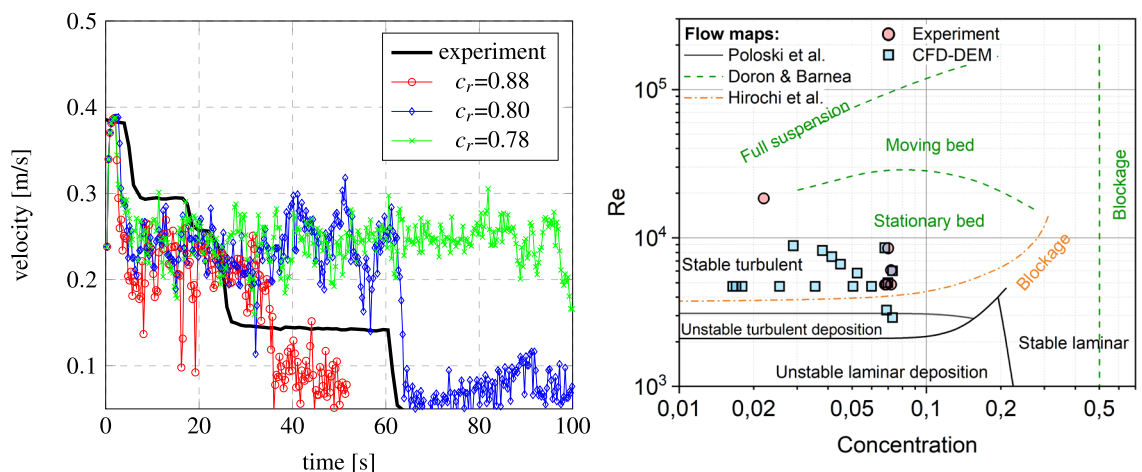 0.5
0.4
0.3
0.2
0.1
0
20
40
60
80
100
velocity [m/s]
time [s]
experiment
c_r=0.88
c_r=0.80
c_r=0.78
Flow maps:
Poloski et al.
Doron & Barnea
Hirochi et al.
Experiment
CFD-DEM
Full suspension
Moving bed
Stationary bed
Blockage
Blockage
Stable turbulent
Unstable turbulent deposition
Unstable laminar deposition
Stable laminar
10^5
10^4
10^3
Re
0,01
0,02
0,05
0,1
0,2
0,5
Concentration